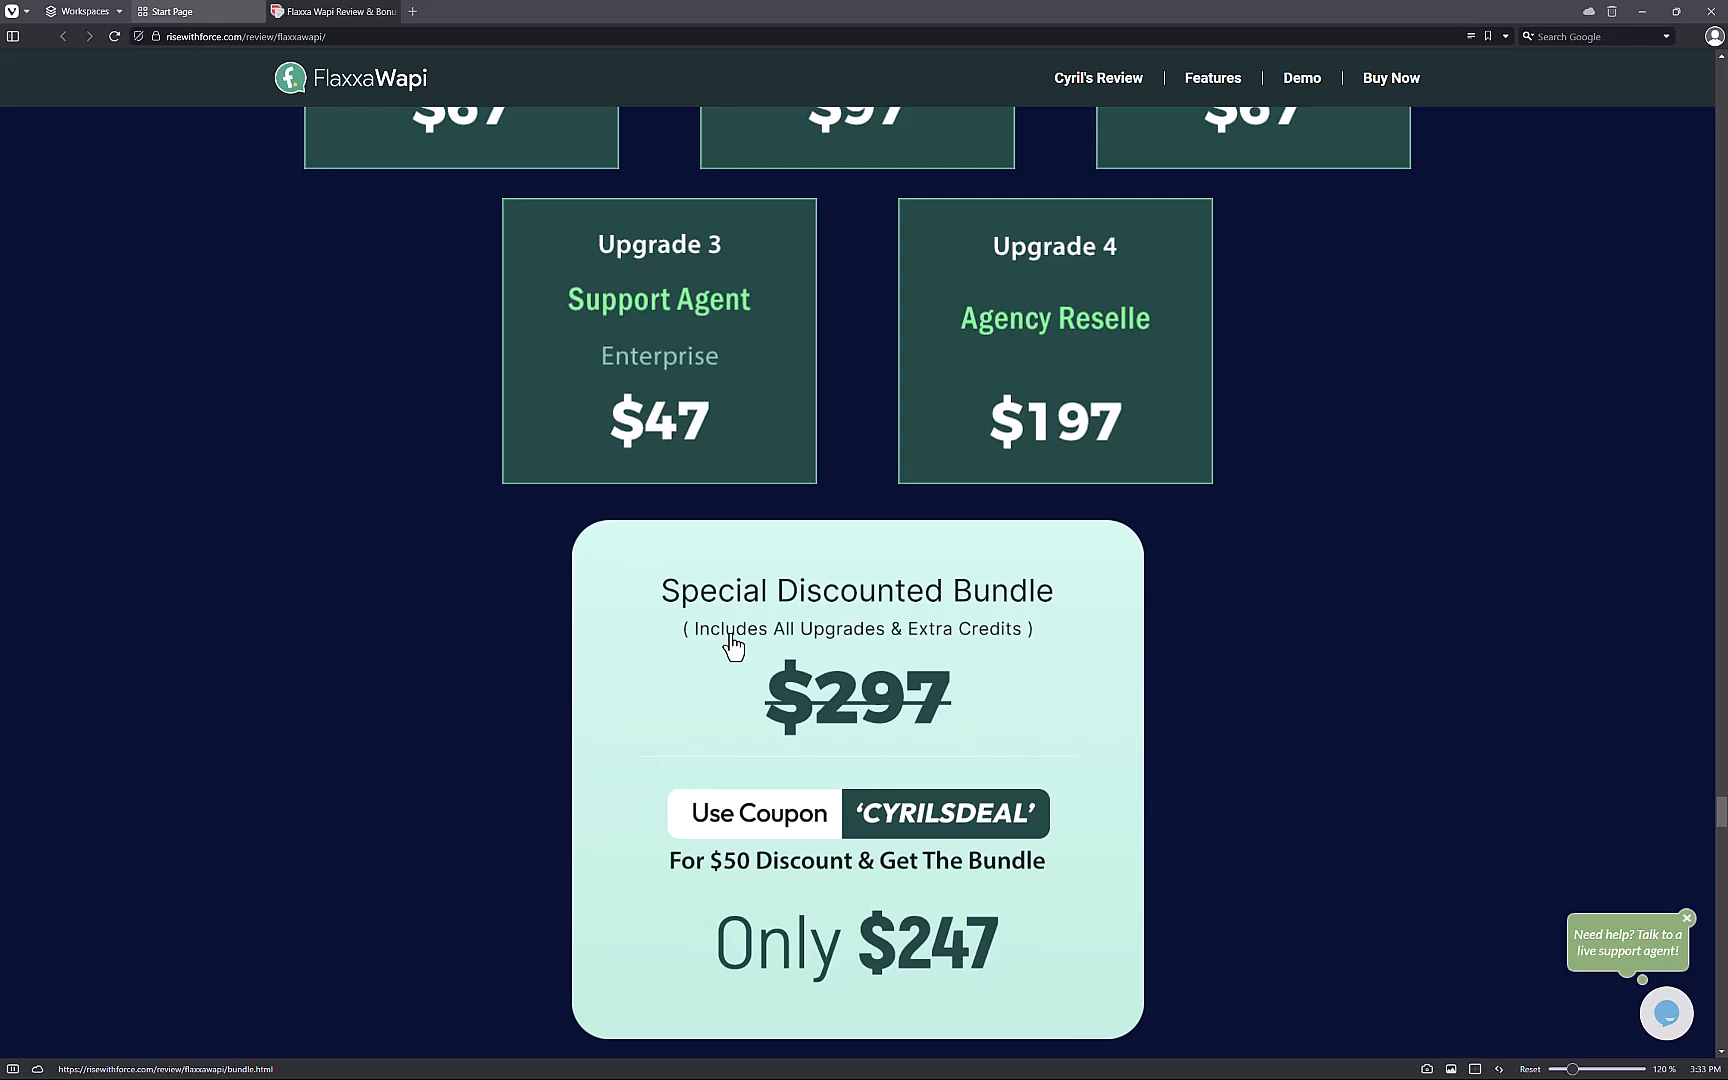 Workspaces
Start Page
Flaxxa Wapi Review & Bonu
risewithforce.com/review/flaxxawapi/
Search Google
FlaxxaWapi
Cyril's Review
Features
Demo
Buy Now
$97
Upgrade 3
Support Agent
Enterprise
$47
Upgrade 4
Agency Reselle
$197
Special Discounted Bundle
( Includes All Upgrades & Extra Credits )
$297
Use Coupon
‘CYRILSDEAL’
For $50 Discount & Get The Bundle
Only $247
Need help? Talk to a
live support agent!
https://risewithforce.com/review/flaxxawapi/bundle.html
Reset
120 %
3:33 PM